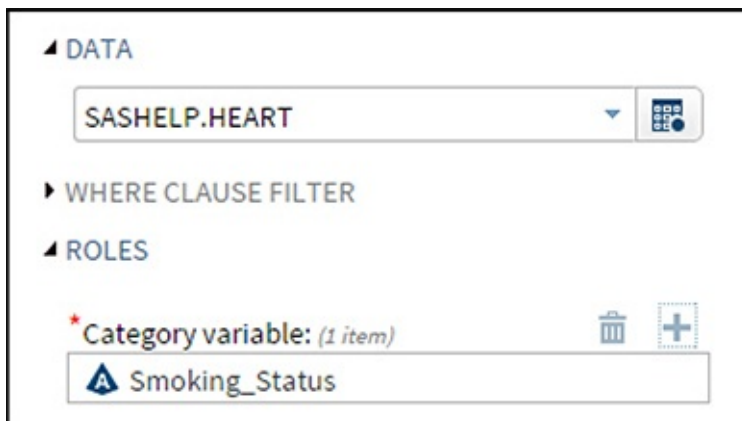 DATA
SASHELP.HEART
WHERE CLAUSE FILTER
ROLES
*Category variable: (1 item)
A Smoking_Status